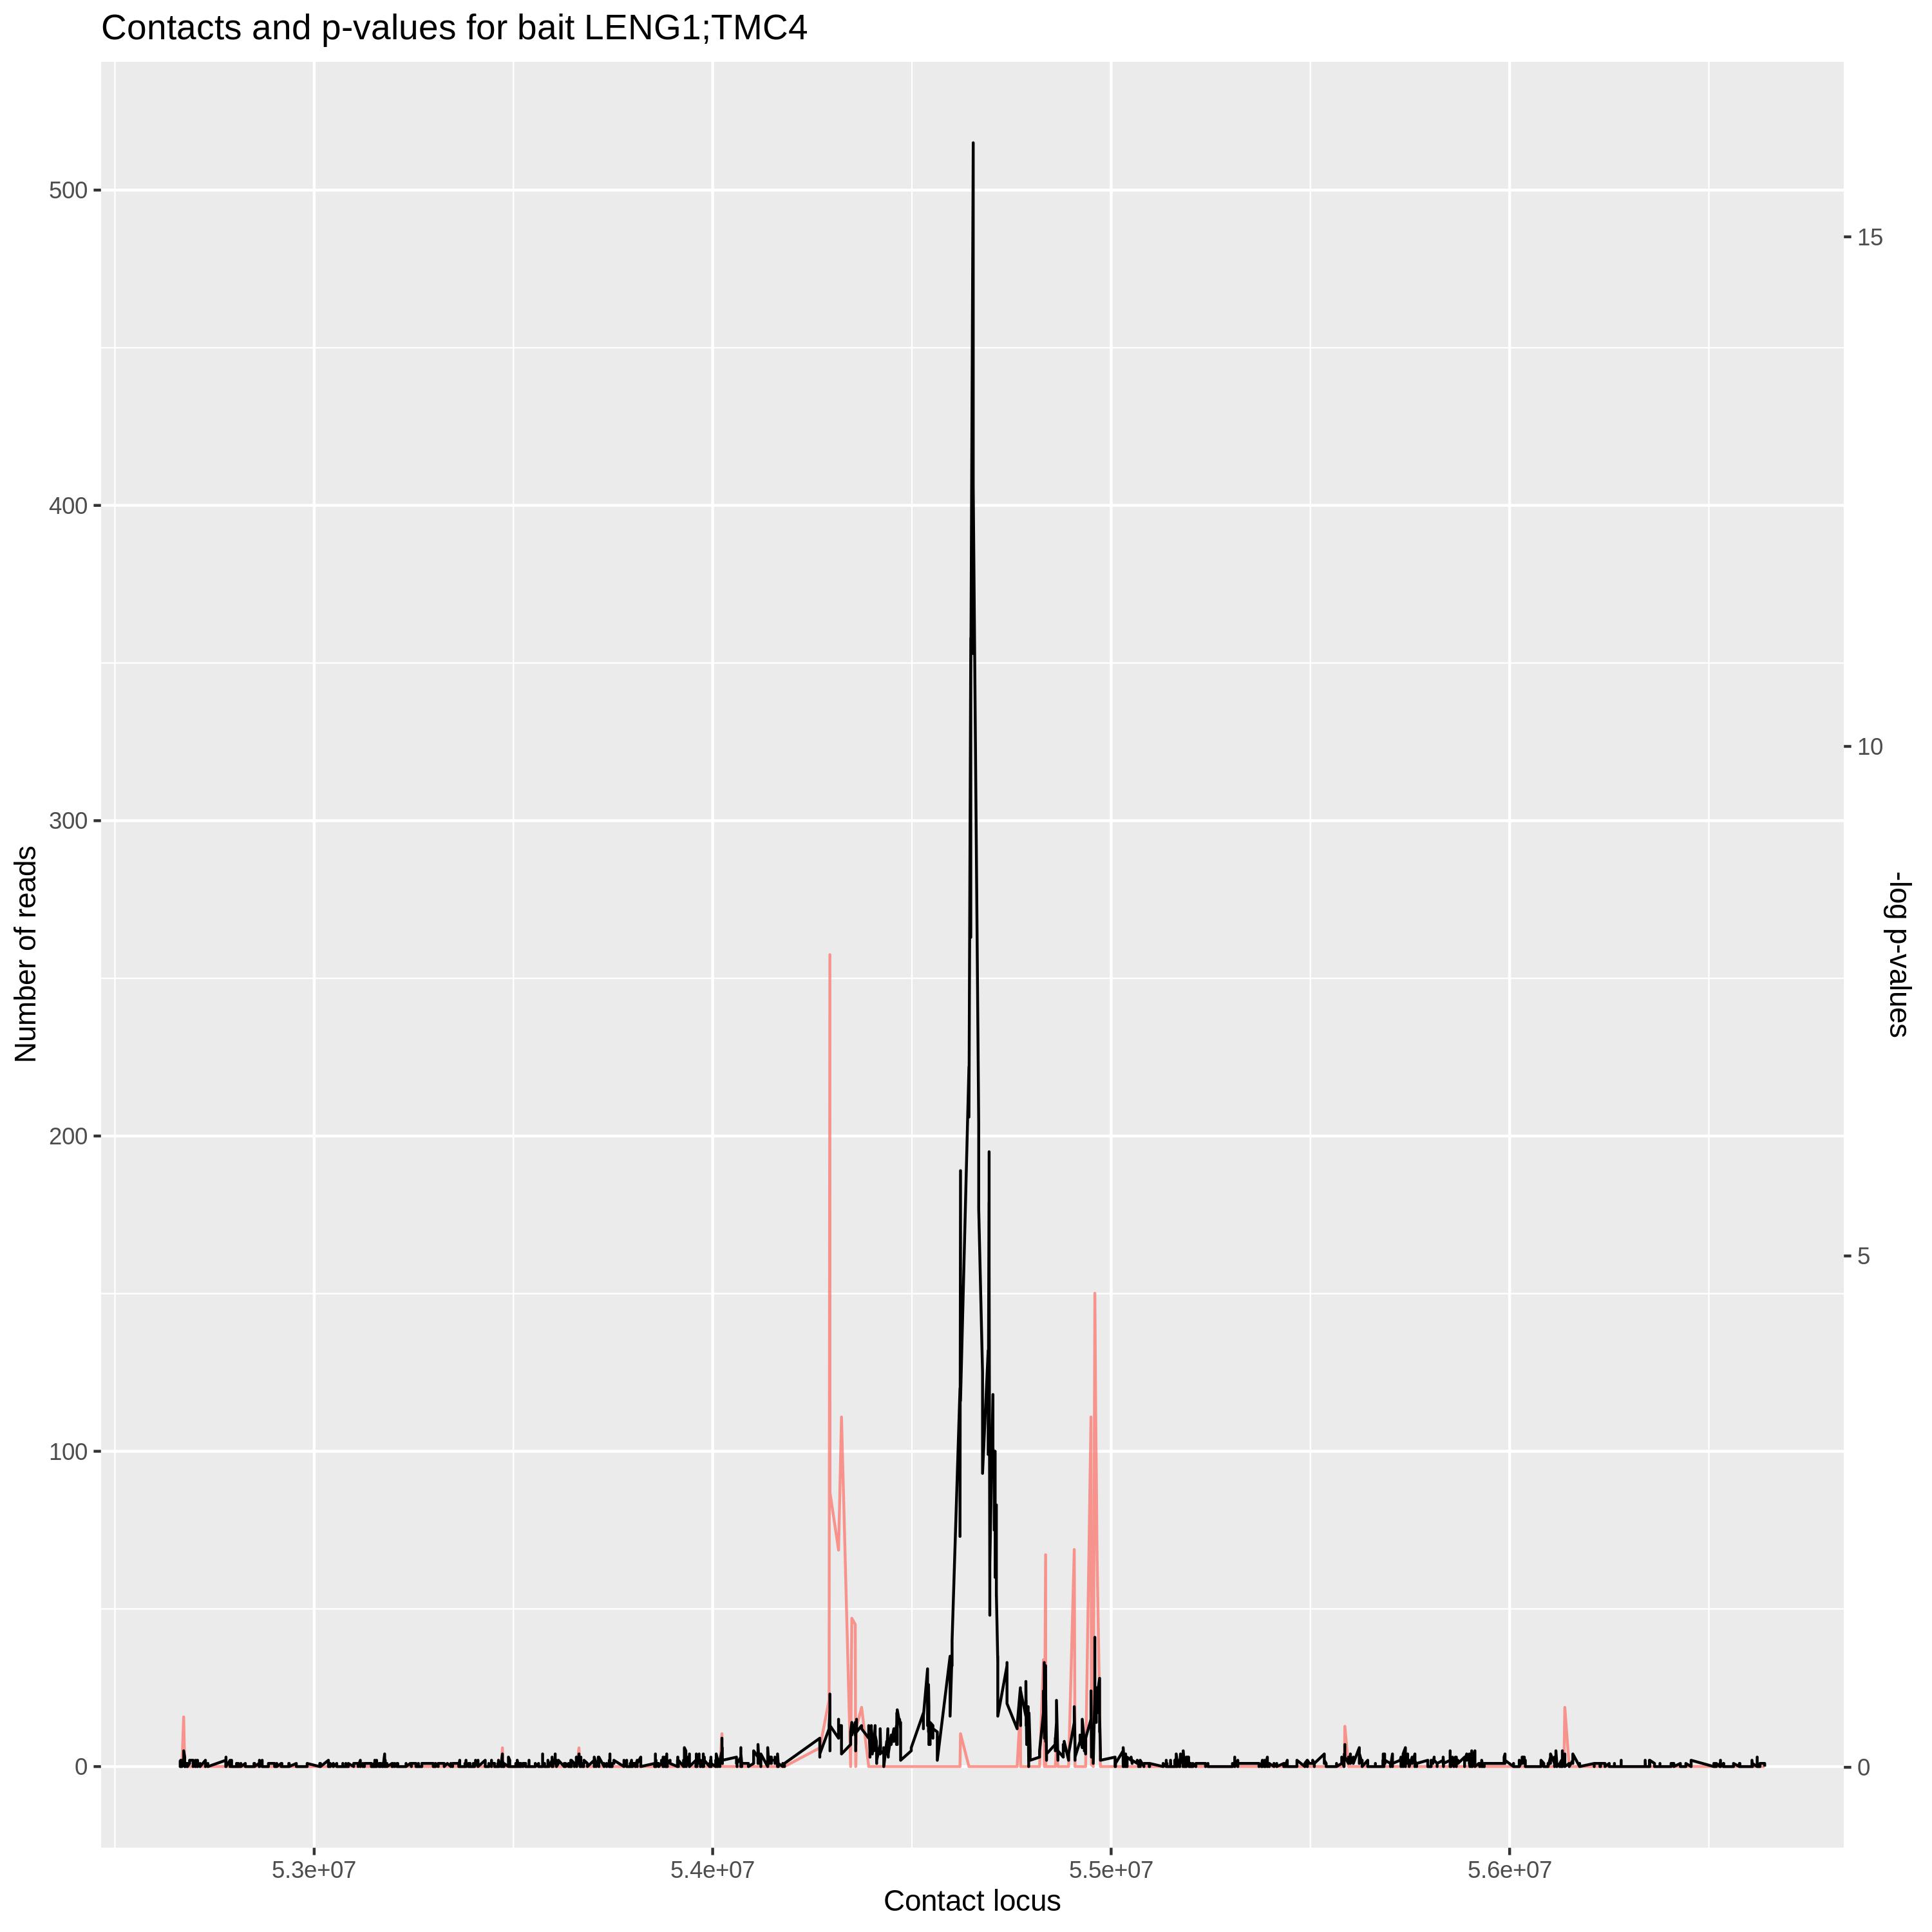 Contacts and p-values for bait LENG1;TMC4
500
400
300
200
100
0
Number of reads
15
10
5
0
-log p-values
5.3e+07 5.4e+07 5.5e+07 5.6e+07
Contact locus